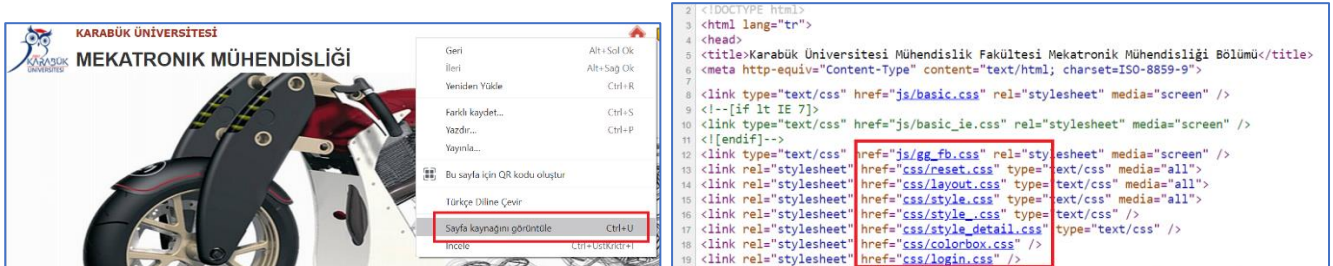 KARABÜK ÜNİVERSİTESİ
MEKATRONİK MÜHENDİSLİĞİ
KARABÜK
ÜNİVERSİTESİ
Geri Alt+Sol Ok
İleri Alt+Sağ Ok
Yeniden Yükle Ctrl+R
Farklı kaydet... Ctrl+S
Yazdır... Ctrl+P
Yayınla...
Bu sayfa için QR kodu oluştur
Türkçe Diline Çevir
Sayfa kaynağını görüntüle Ctrl+U
İncele Ctrl+ÜstKrktr+I
2 <!DOCTYPE html>
3 <html lang="tr">
4 <head>
5 <title>Karabük Üniversitesi Mühendislik Fakültesi Mekatronik Mühendisliği Bölümü</title>
6 <meta http-equiv="Content-Type" content="text/html; charset=ISO-8859-9">
7
8 <link type="text/css" href="js/basic.css" rel="stylesheet" media="screen" />
9 <!--[if lt IE 7]>
10 <link type="text/css" href="js/basic_ie.css" rel="stylesheet" media="screen" />
11 <![endif]-->
12 <link type="text/css" href="js/gg_fb.css" rel="stylesheet" media="screen" />
13 <link rel="stylesheet" href="css/reset.css" type="text/css" media="all">
14 <link rel="stylesheet" href="css/layout.css" type="text/css" media="all">
15 <link rel="stylesheet" href="css/style.css" type="text/css" media="all">
16 <link rel="stylesheet" href="css/style_.css" type="text/css" />
17 <link rel="stylesheet" href="css/style_detail.css" type="text/css" />
18 <link rel="stylesheet" href="css/colorbox.css" />
19 <link rel="stylesheet" href="css/login.css" />